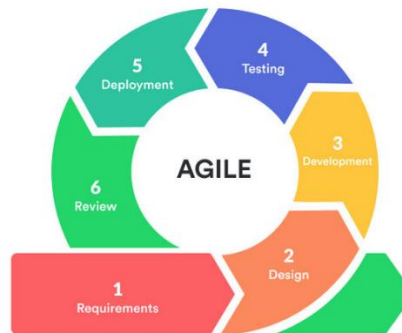 5
Deployment
4
Testing
3
Development
AGILE
6
Review
2
Design
1
Requirements